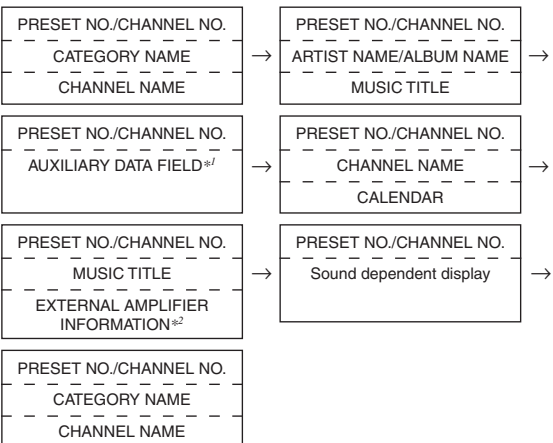 PRESET NO./CHANNEL NO.
CATEGORY NAME
CHANNEL NAME
→
PRESET NO./CHANNEL NO.
ARTIST NAME/ALBUM NAME
MUSIC TITLE
→
PRESET NO./CHANNEL NO.
AUXILIARY DATA FIELD*1
→
PRESET NO./CHANNEL NO.
CHANNEL NAME
CALENDAR
→
PRESET NO./CHANNEL NO.
MUSIC TITLE
EXTERNAL AMPLIFIER
INFORMATION*2
→
PRESET NO./CHANNEL NO.
Sound dependent display
→
PRESET NO./CHANNEL NO.
CATEGORY NAME
CHANNEL NAME